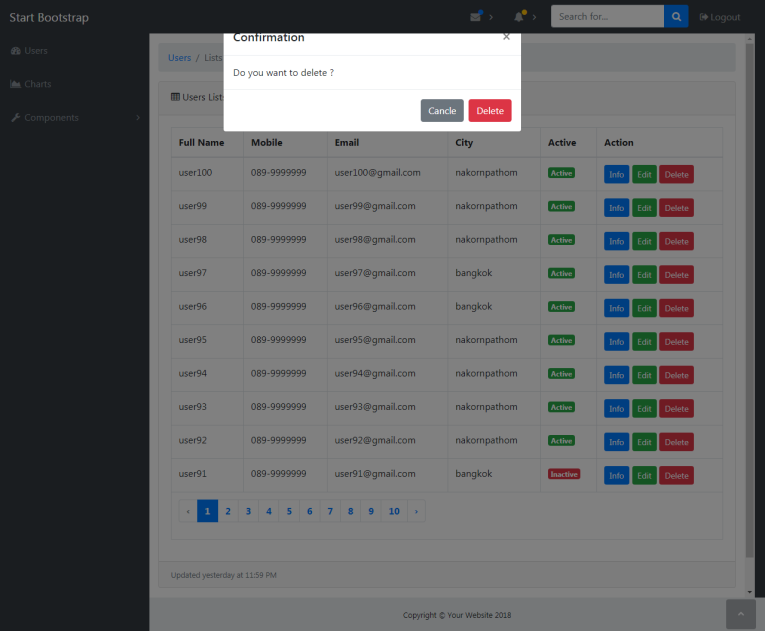 Start Bootstrap
Search for...
Logout
Users
Charts
Components
Users / Lists
Confirmation ×
Do you want to delete ?
Cancle Delete
Users List
Full Name Mobile Email City Active Action
user100 089-9999999 user100@gmail.com nakornpathom Active Info Edit Delete
user99 089-9999999 user99@gmail.com nakornpathom Active Info Edit Delete
user98 089-9999999 user98@gmail.com nakornpathom Active Info Edit Delete
user97 089-9999999 user97@gmail.com bangkok Active Info Edit Delete
user96 089-9999999 user96@gmail.com bangkok Active Info Edit Delete
user95 089-9999999 user95@gmail.com nakornpathom Active Info Edit Delete
user94 089-9999999 user94@gmail.com nakornpathom Active Info Edit Delete
user93 089-9999999 user93@gmail.com nakornpathom Active Info Edit Delete
user92 089-9999999 user92@gmail.com nakornpathom Active Info Edit Delete
user91 089-9999999 user91@gmail.com bangkok Inactive Info Edit Delete
‹ 1 2 3 4 5 6 7 8 9 10 ›
Updated yesterday at 11:59 PM
Copyright © Your Website 2018